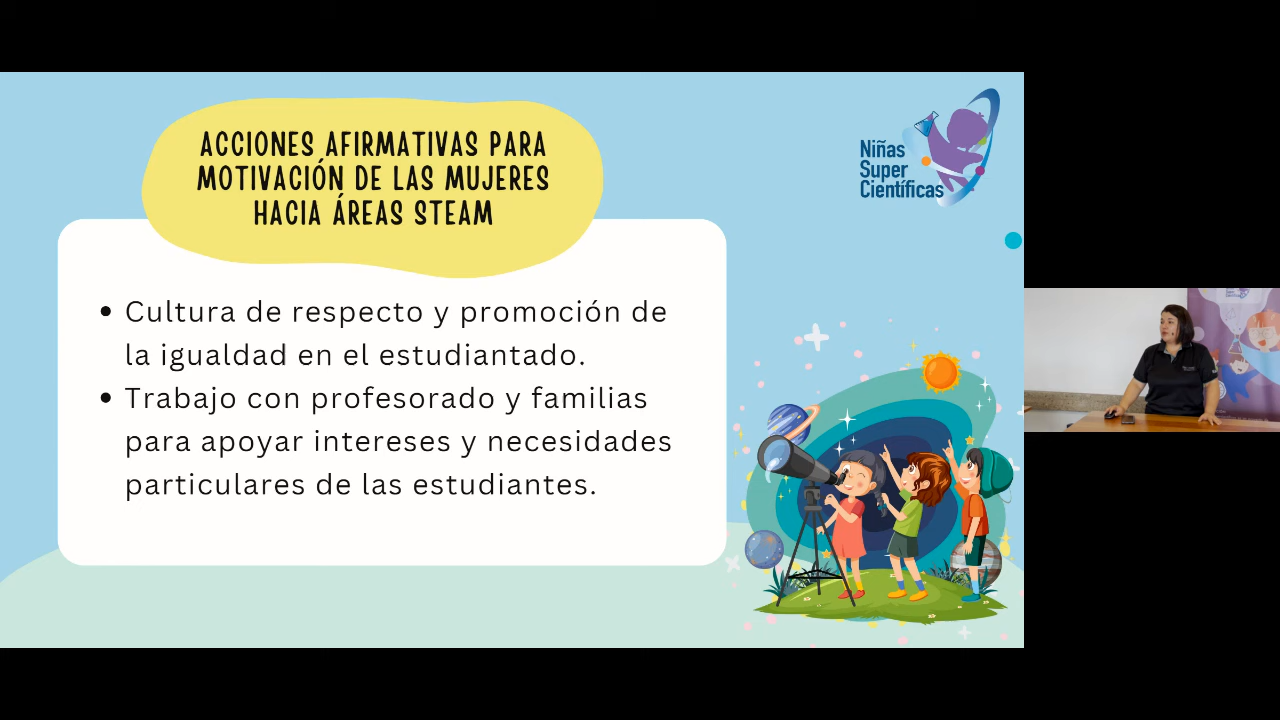 ACCIONES AFIRMATIVAS PARA
MOTIVACIÓN DE LAS MUJERES
HACIA ÁREAS STEAM
Niñas
Super
Científicas
• Cultura de respecto y promoción de
la igualdad en el estudiantado.
• Trabajo con profesorado y familias
para apoyar intereses y necesidades
particulares de las estudiantes.